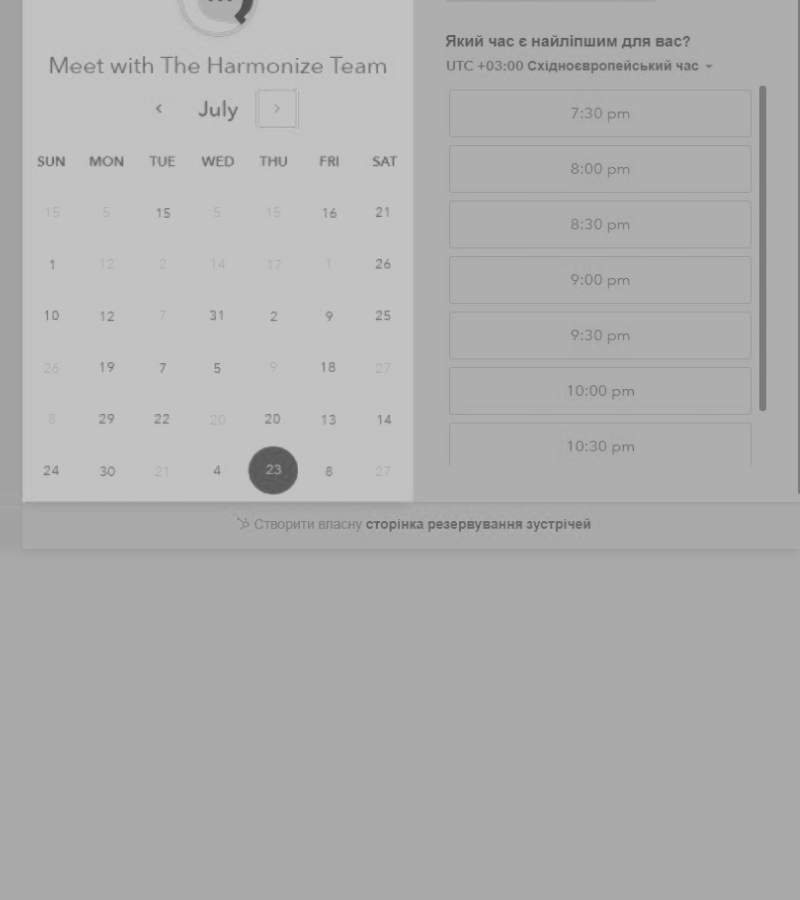 Meet with The Harmonize Team
July
SUN MON TUE WED THU FRI SAT
15 5 15 5 15 16 21
1 12 2 14 17 1 26
10 12 7 31 2 9 25
26 19 7 5 9 18 27
8 29 22 20 20 13 14
24 30 21 4 23 8 27
Який час є найліпшим для вас?
UTC +03:00 Східноєвропейський час
7:30 pm
8:00 pm
8:30 pm
9:00 pm
9:30 pm
10:00 pm
10:30 pm
Створити власну сторінка резервування зустрічей